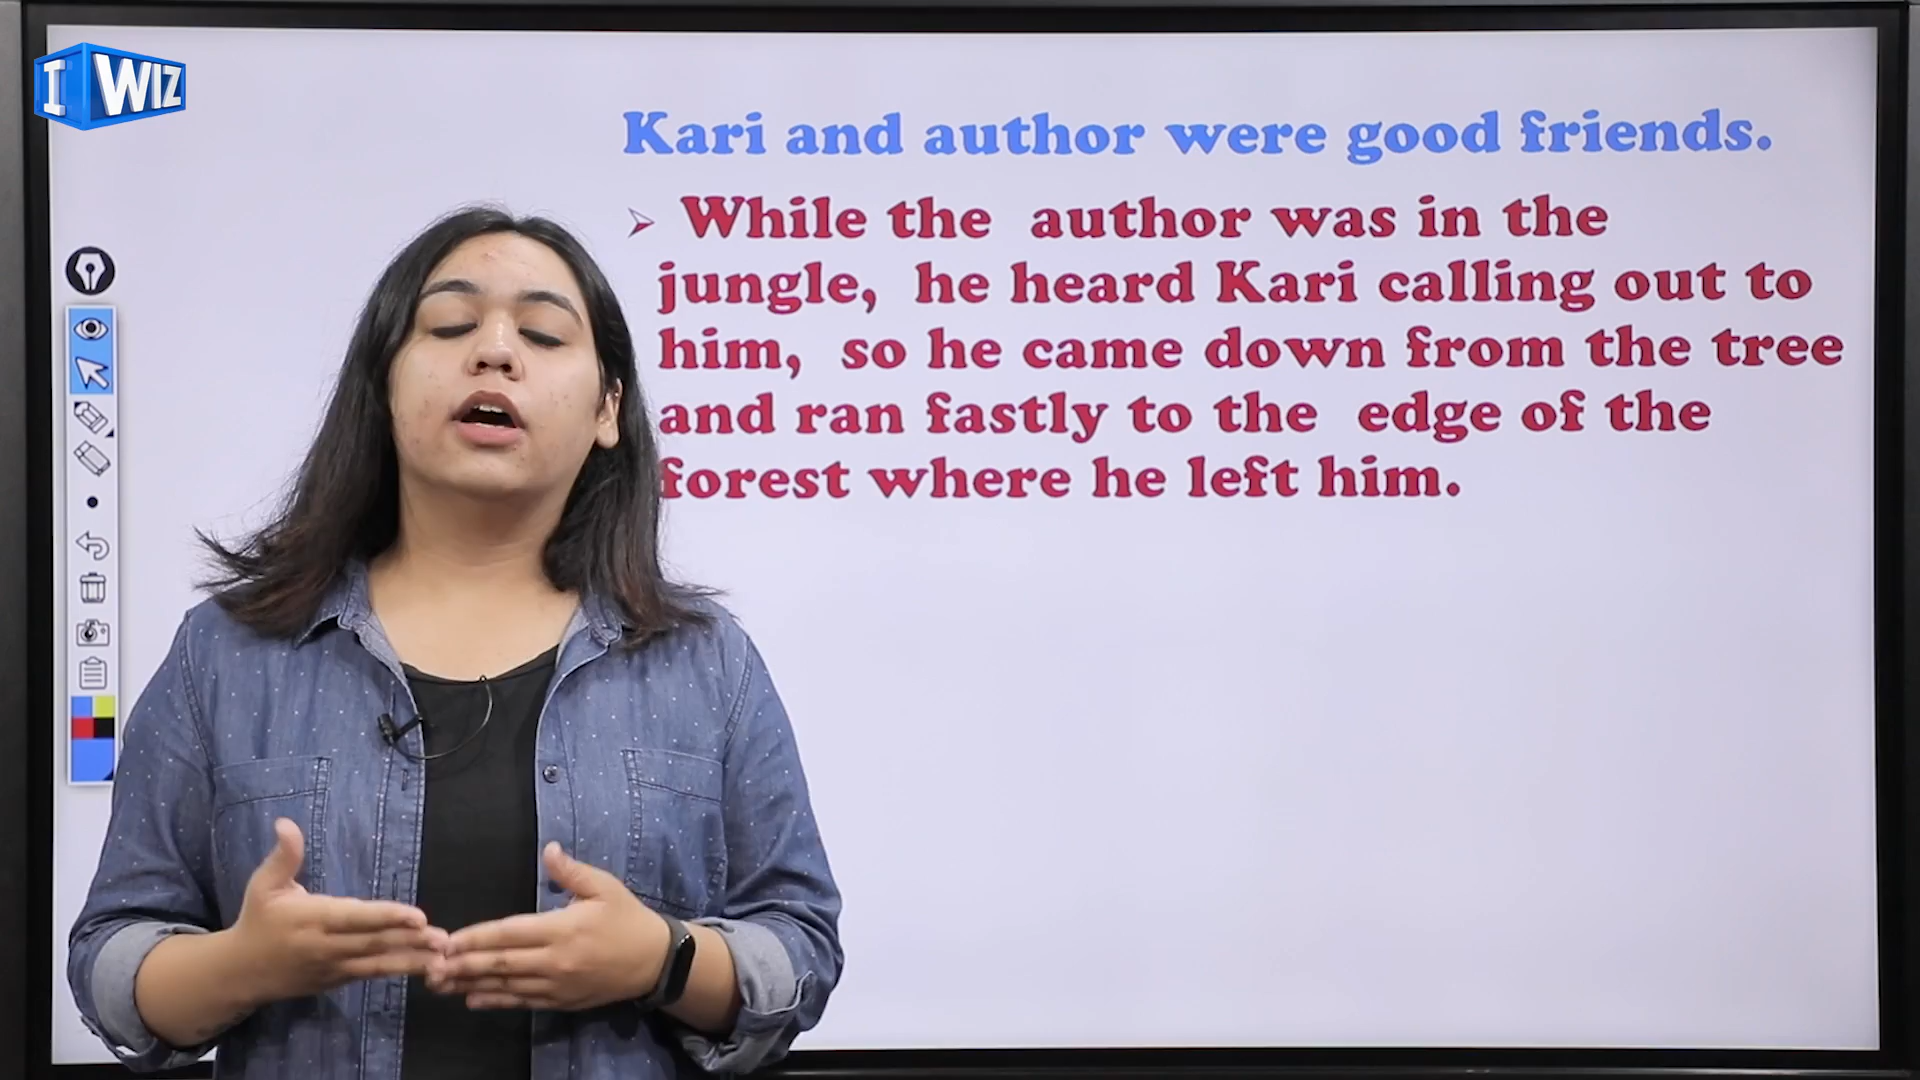 I WIZ
Kari and author were good friends.
While the author was in the
jungle, he heard Kari calling out to
him, so he came down from the tree
and ran fastly to the edge of the
forest where he left him.